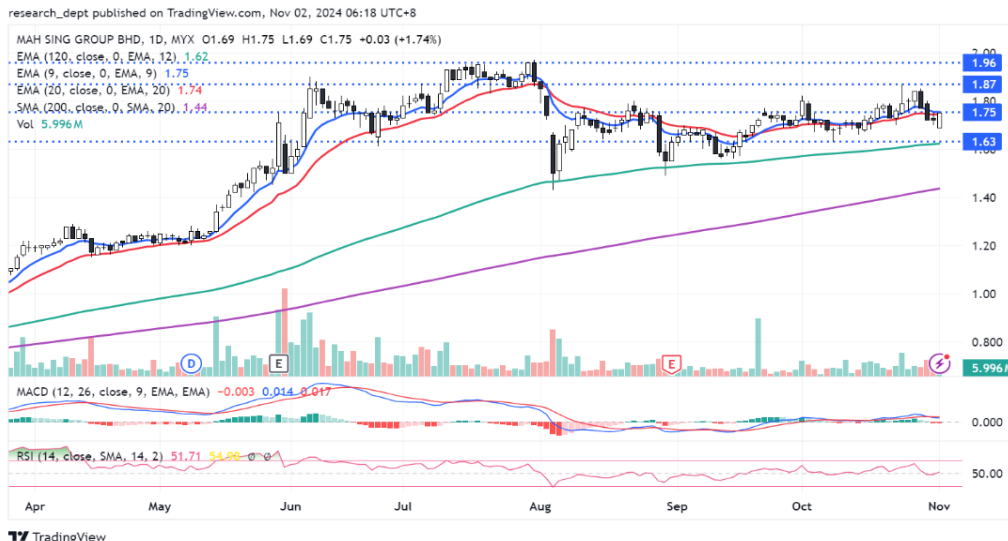 research_dept published on TradingView.com, Nov 02, 2024 06:18 UTC+8
MAH SING GROUP BHD, 1D, MYX O1.69 H1.75 L1.69 C1.75 +0.03 (+1.74%)
EMA (120, close, 0, EMA, 12) 1.62
EMA (9, close, 0, EMA, 9) 1.75
EMA (20, close, 0, EMA, 20) 1.74
SMA (200, close, 0, SMA, 20) 1.44
Vol 5.996M
2.00
1.96
1.87
1.80
1.75
1.63
1.60
1.40
1.20
1.00
0.800
D
E
E
5.996M
MACD (12, 26, close, 9, EMA, EMA) −0.003 0.014 0.017
0.000
RSI (14, close, SMA, 14, 2) 51.71 Ø Ø
50.00
Apr May Jun Jul Aug Sep Oct Nov
TradingView